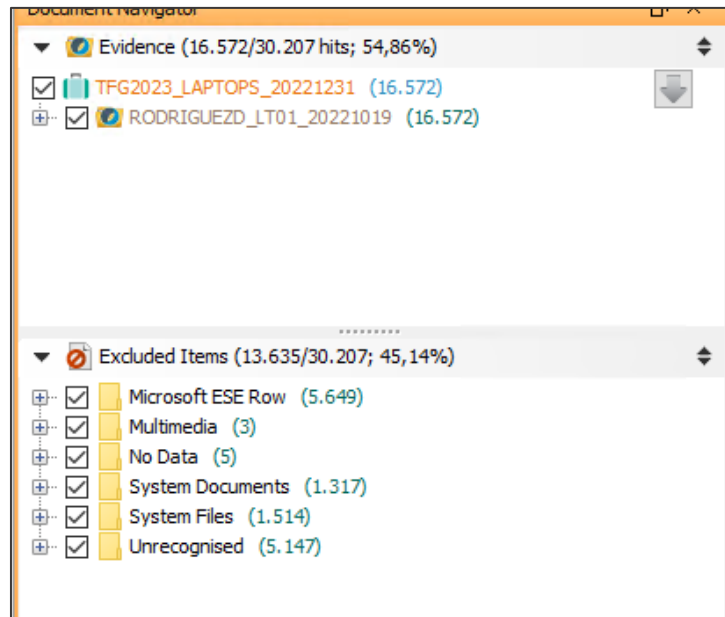 Document Navigator
Evidence (16.572/30.207 hits; 54,86%)
TFG2023_LAPTOPS_20221231 (16.572)
RODRIGUEZD_LT01_20221019 (16.572)
Excluded Items (13.635/30.207; 45,14%)
Microsoft ESE Row (5.649)
Multimedia (3)
No Data (5)
System Documents (1.317)
System Files (1.514)
Unrecognised (5.147)